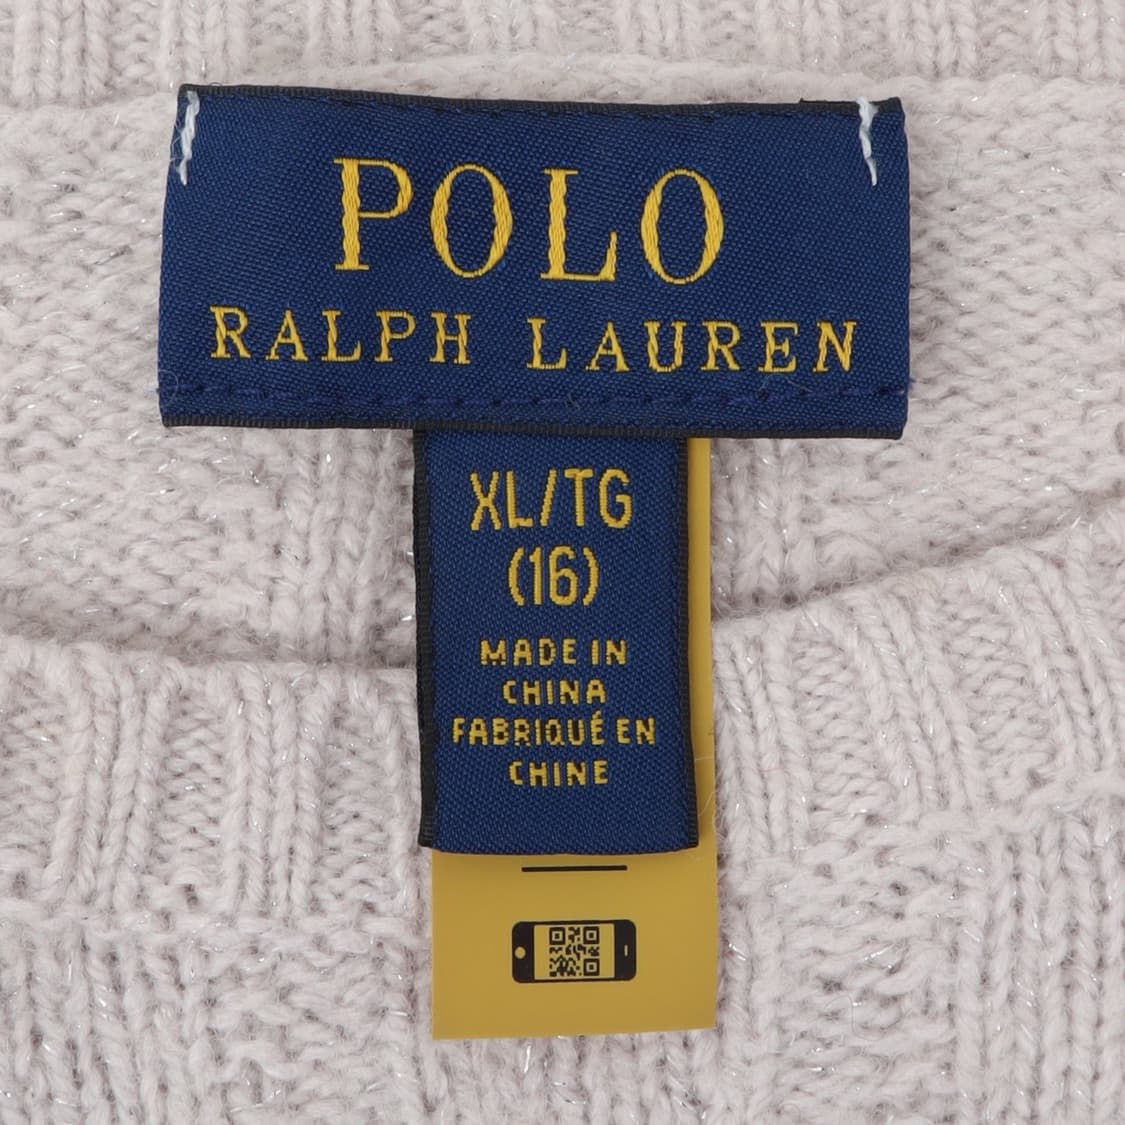 POLO
RALPH LAUREN
XL/TG
(16)
MADE IN
CHINA
FABRIQUÉ EN
CHINE